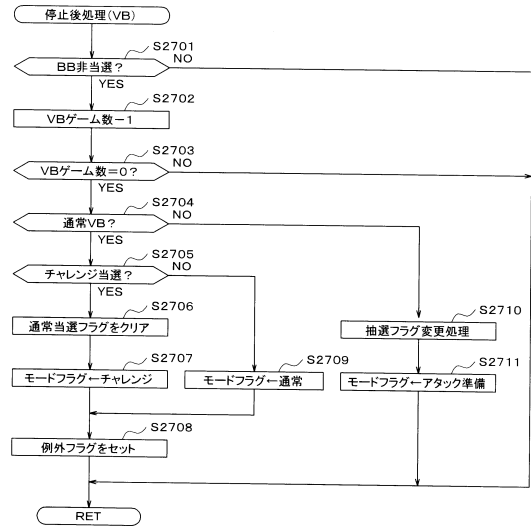 停止後処理(VB)
S2701
BB非当選？
NO
YES
S2702
VBゲーム数－1
S2703
VBゲーム数＝0？
NO
YES
S2704
通常VB？
NO
YES
S2705
チャレンジ当選？
NO
YES
S2706
通常当選フラグをクリア
S2710
抽選フラグ変更処理
S2707
モードフラグ←チャレンジ
S2709
モードフラグ←通常
S2711
モードフラグ←アタック準備
S2708
例外フラグをセット
RET